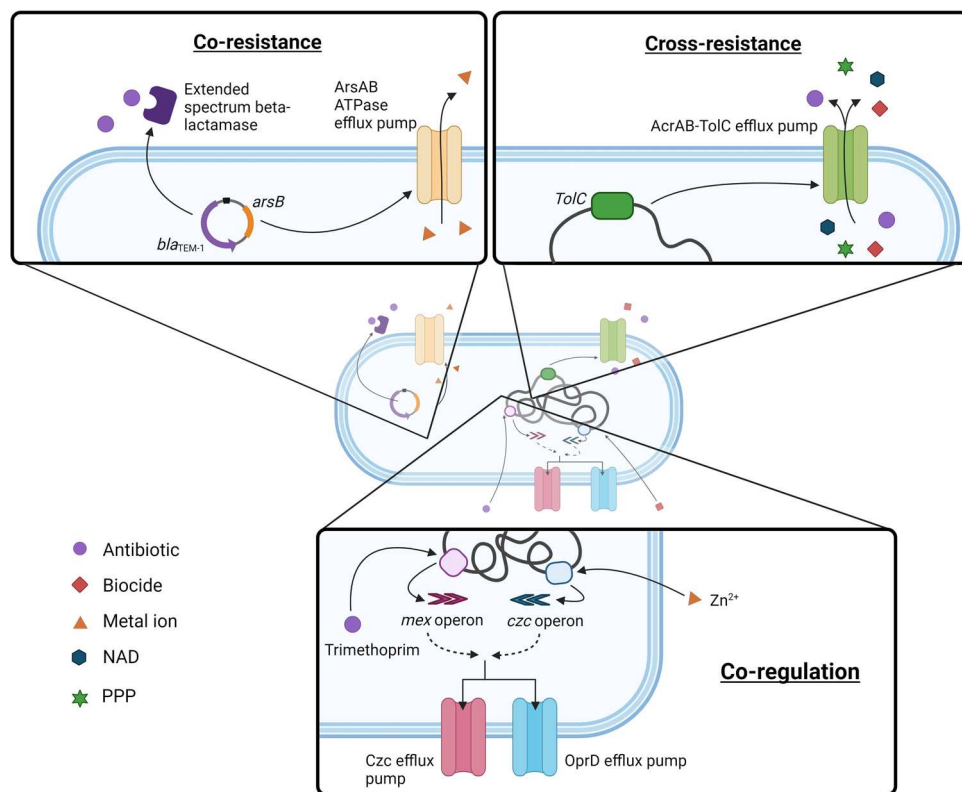 Co-resistance
Extended
spectrum beta-
lactamase
ArsAB
ATPase
efflux pump
arsB
blaTEM-1
Cross-resistance
AcrAB-TolC efflux pump
TolC
Antibiotic
Biocide
Metal ion
NAD
PPP
mex operon
czc operon
Zn²⁺
Trimethoprim
Co-regulation
Czc efflux
pump
OprD efflux pump